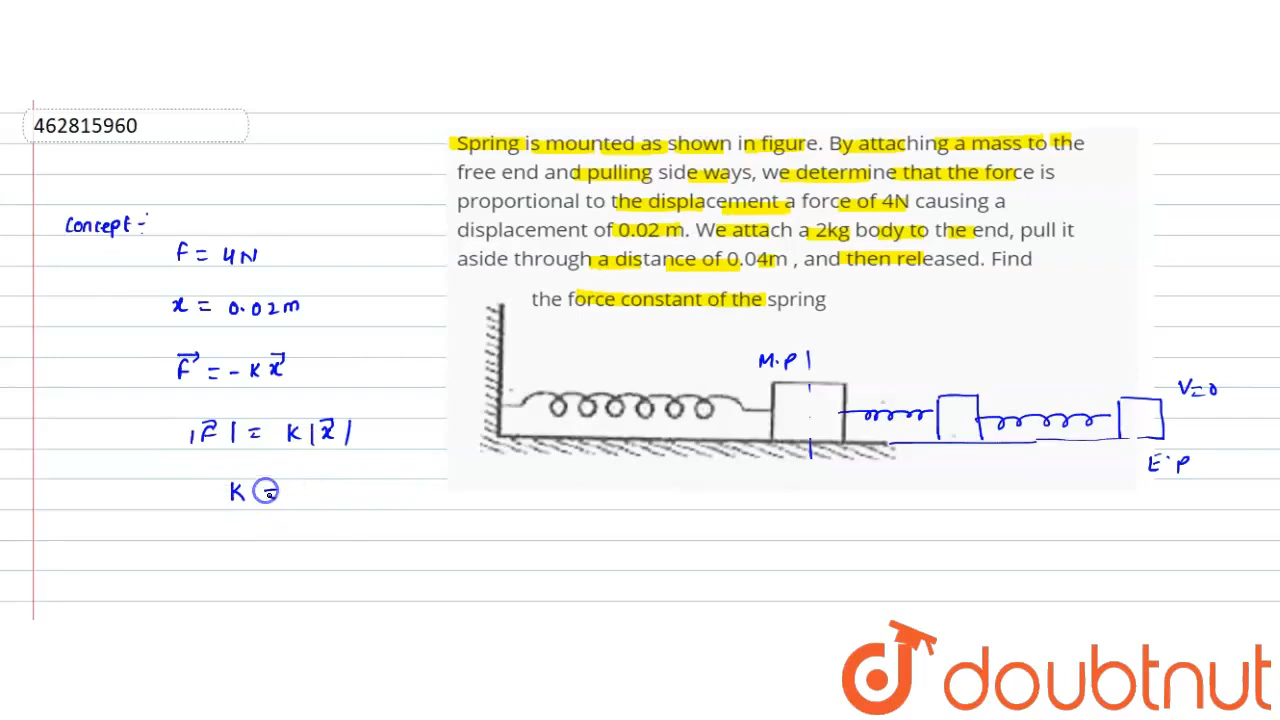 462815960
Spring is mounted as shown in figure. By attaching a mass to the
free end and pulling side ways, we determine that the force is
proportional to the displacement a force of 4N causing a
displacement of 0.02 m. We attach a 2kg body to the end, pull it
aside through a distance of 0.04m , and then released. Find
the force constant of the spring
Concept :-
F = 4N
x = 0.02m
F⃗ = - K x⃗
|F⃗| = K |x⃗|
K =
M.P
V=0
E.P
doubtnut